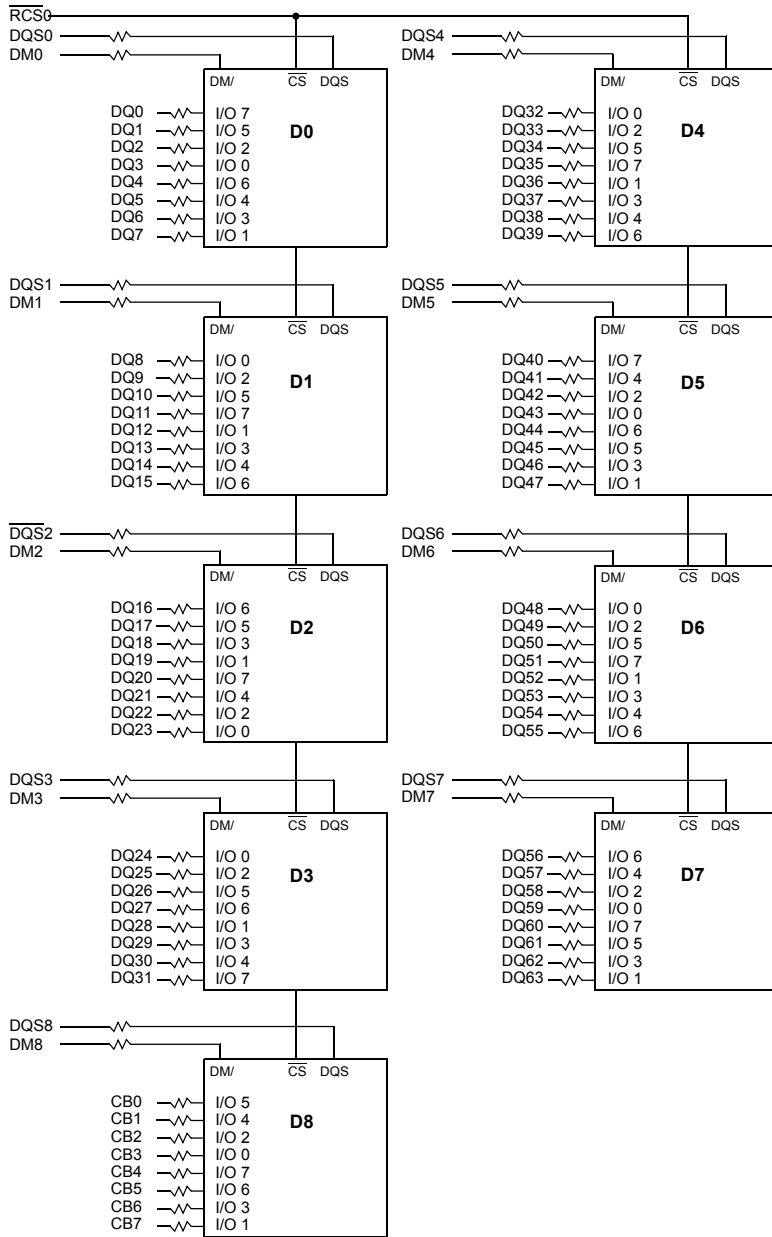 RCS0
DQS0
DM0
DM/ CS DQS
D0
DQ0 I/O 7
DQ1 I/O 5
DQ2 I/O 2
DQ3 I/O 0
DQ4 I/O 6
DQ5 I/O 4
DQ6 I/O 3
DQ7 I/O 1
DQS1
DM1
DM/ CS DQS
D1
DQ8 I/O 0
DQ9 I/O 2
DQ10 I/O 5
DQ11 I/O 7
DQ12 I/O 1
DQ13 I/O 3
DQ14 I/O 4
DQ15 I/O 6
DQS2
DM2
DM/ CS DQS
D2
DQ16 I/O 6
DQ17 I/O 5
DQ18 I/O 3
DQ19 I/O 1
DQ20 I/O 7
DQ21 I/O 4
DQ22 I/O 2
DQ23 I/O 0
DQS3
DM3
DM/ CS DQS
D3
DQ24 I/O 0
DQ25 I/O 2
DQ26 I/O 5
DQ27 I/O 6
DQ28 I/O 1
DQ29 I/O 3
DQ30 I/O 4
DQ31 I/O 7
DQS8
DM8
DM/ CS DQS
D8
CB0 I/O 5
CB1 I/O 4
CB2 I/O 2
CB3 I/O 0
CB4 I/O 7
CB5 I/O 6
CB6 I/O 3
CB7 I/O 1
DQS4
DM4
DM/ CS DQS
D4
DQ32 I/O 0
DQ33 I/O 2
DQ34 I/O 5
DQ35 I/O 7
DQ36 I/O 1
DQ37 I/O 3
DQ38 I/O 4
DQ39 I/O 6
DQS5
DM5
DM/ CS DQS
D5
DQ40 I/O 7
DQ41 I/O 4
DQ42 I/O 2
DQ43 I/O 0
DQ44 I/O 6
DQ45 I/O 5
DQ46 I/O 3
DQ47 I/O 1
DQS6
DM6
DM/ CS DQS
D6
DQ48 I/O 0
DQ49 I/O 2
DQ50 I/O 5
DQ51 I/O 7
DQ52 I/O 1
DQ53 I/O 3
DQ54 I/O 4
DQ55 I/O 6
DQS7
DM7
DM/ CS DQS
D7
DQ56 I/O 6
DQ57 I/O 4
DQ58 I/O 2
DQ59 I/O 0
DQ60 I/O 7
DQ61 I/O 5
DQ62 I/O 3
DQ63 I/O 1